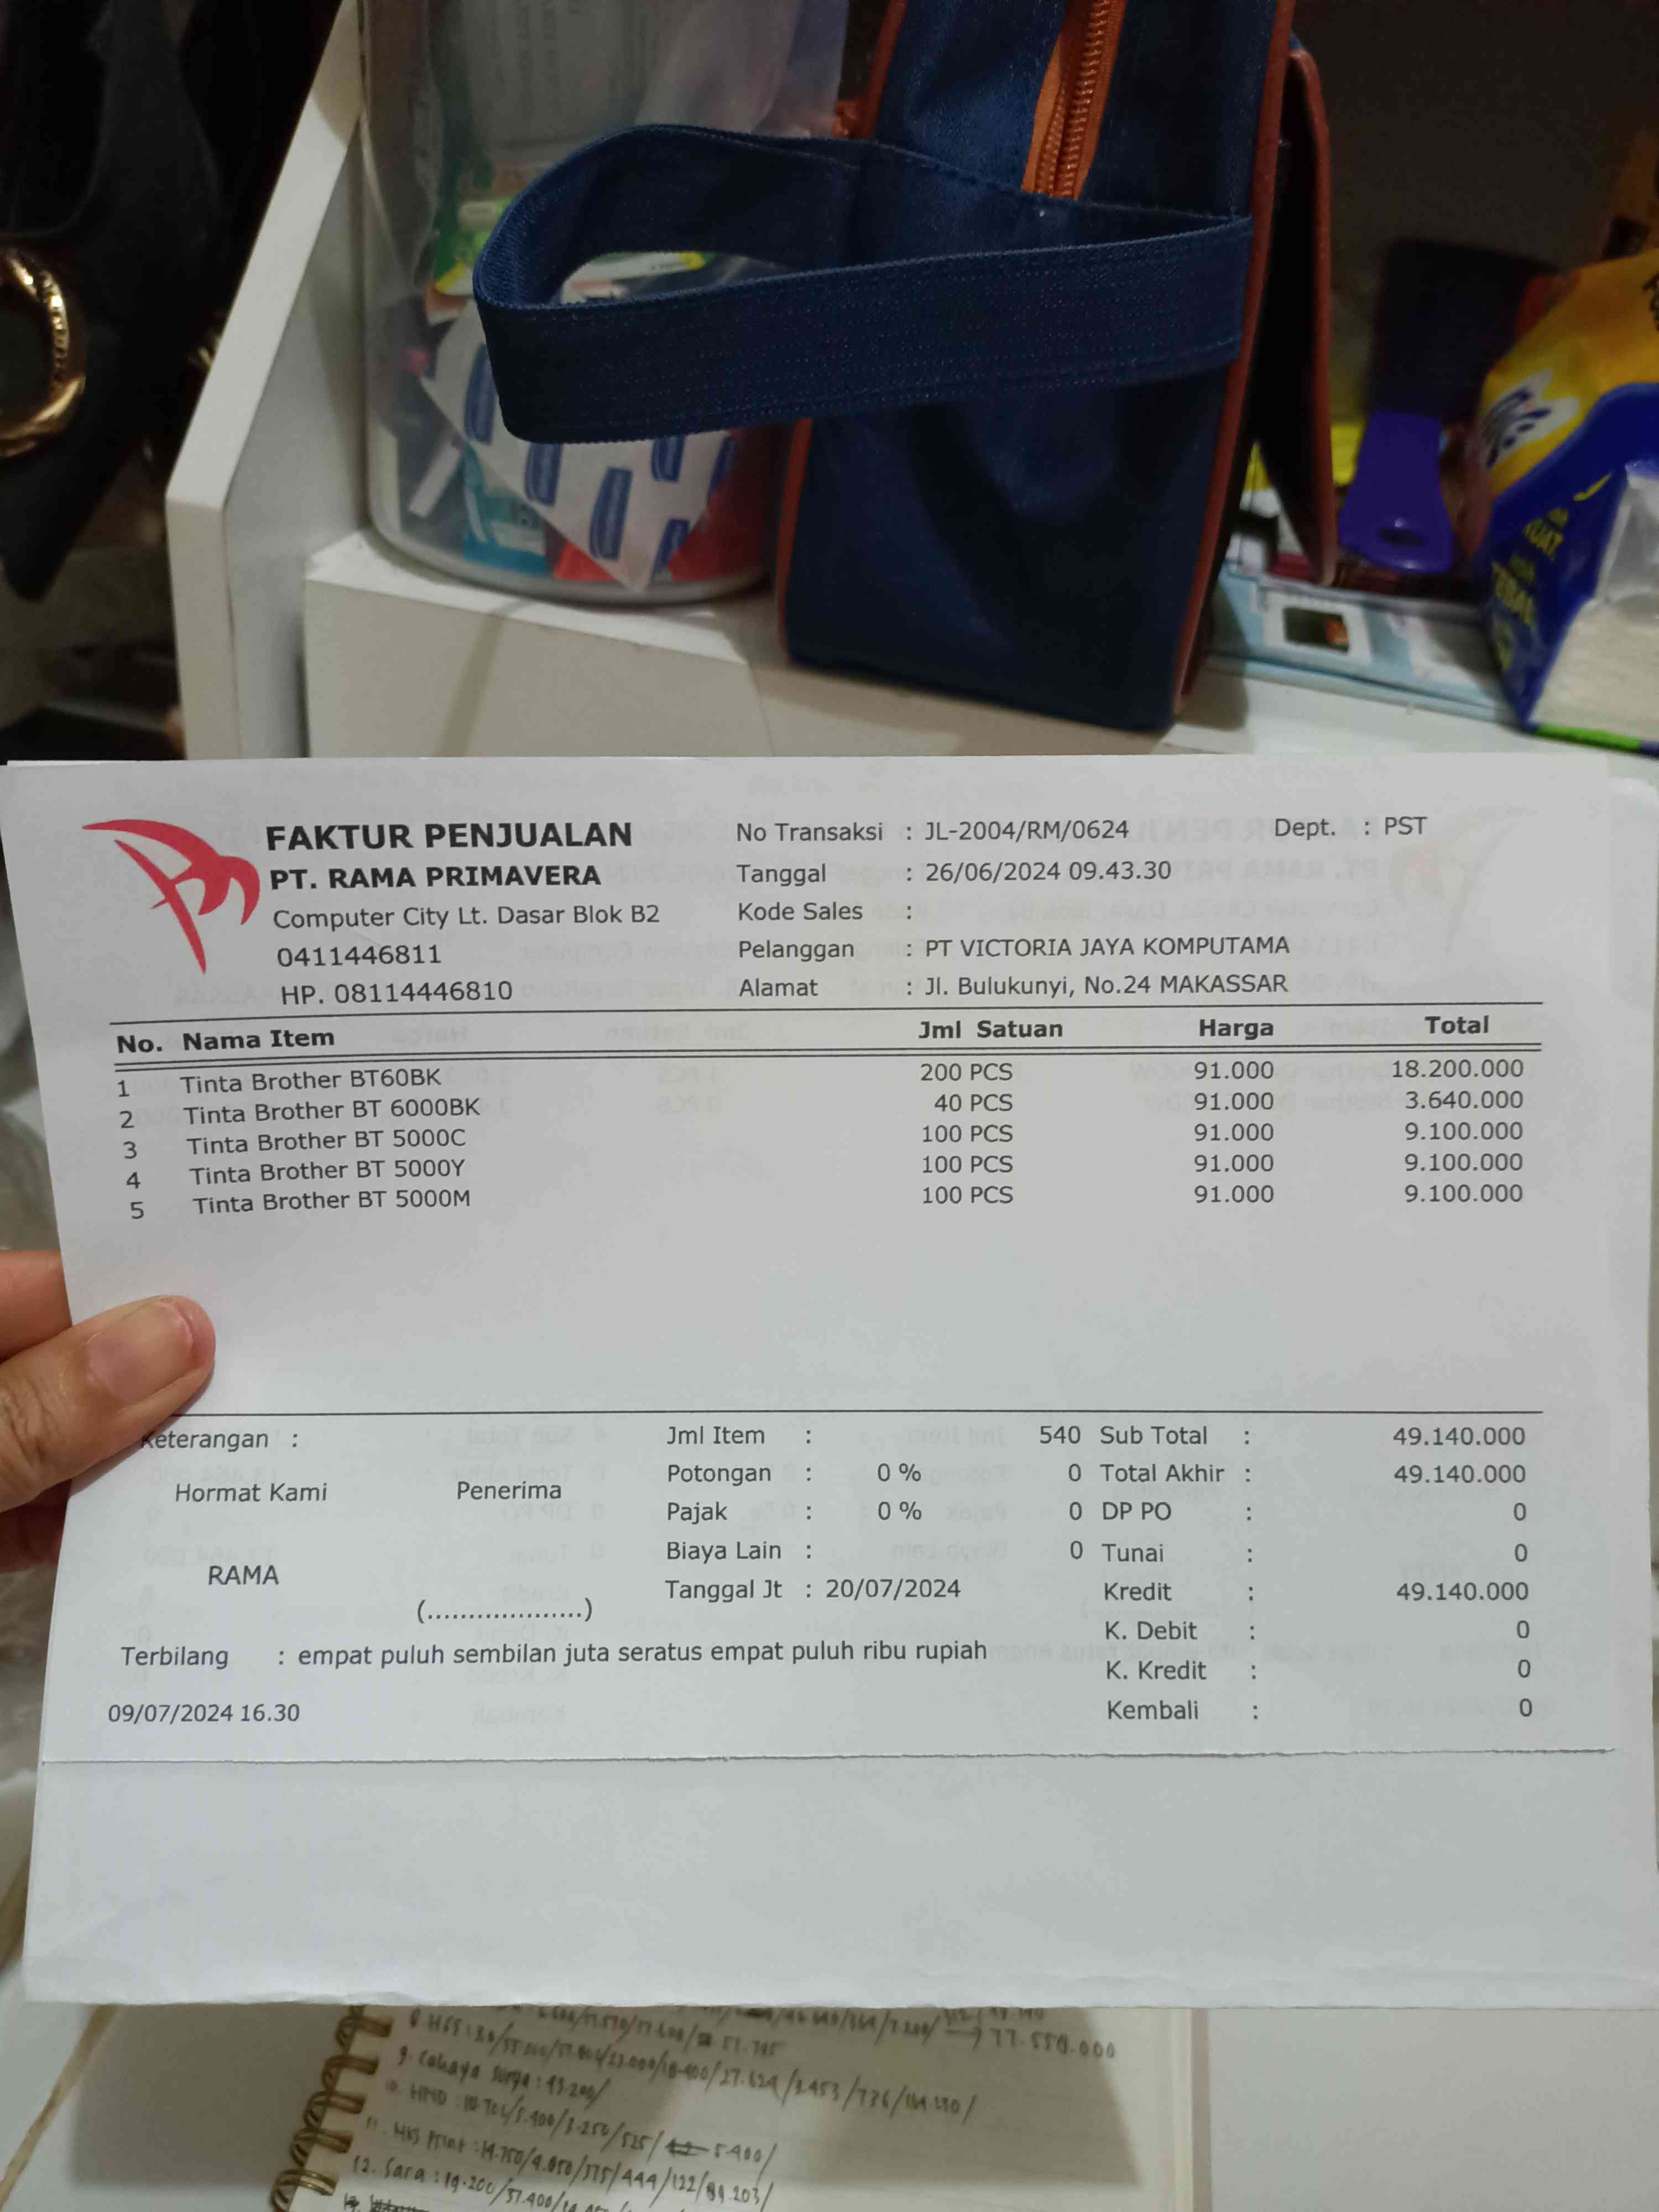 FAKTUR PENJUALAN
PT. RAMA PRIMAVERA
Computer City Lt. Dasar Blok B2
0411446811
HP. 08114446810
No Transaksi : JL-2004/RM/0624 Dept. : PST
Tanggal : 26/06/2024 09.43.30
Kode Sales :
Pelanggan : PT VICTORIA JAYA KOMPUTAMA
Alamat : Jl. Bulukunyi, No.24 MAKASSAR
No. Nama Item Jml Satuan Harga Total
1 Tinta Brother BT60BK 200 PCS 91.000 18.200.000
2 Tinta Brother BT 6000BK 40 PCS 91.000 3.640.000
3 Tinta Brother BT 5000C 100 PCS 91.000 9.100.000
4 Tinta Brother BT 5000Y 100 PCS 91.000 9.100.000
5 Tinta Brother BT 5000M 100 PCS 91.000 9.100.000
Keterangan :
Hormat Kami Penerima
RAMA
(...................)
Jml Item : 540 Sub Total : 49.140.000
Potongan : 0 % 0 Total Akhir : 49.140.000
Pajak : 0 % 0 DP PO : 0
Biaya Lain : 0 Tunai : 0
Tanggal Jt : 20/07/2024 Kredit : 49.140.000
K. Debit : 0
Terbilang : empat puluh sembilan juta seratus empat puluh ribu rupiah
K. Kredit : 0
09/07/2024 16.30 Kembali : 0
77.550.000
9. Cahaya Surya : 43.200/
12. Sara : 19.200/57.400/